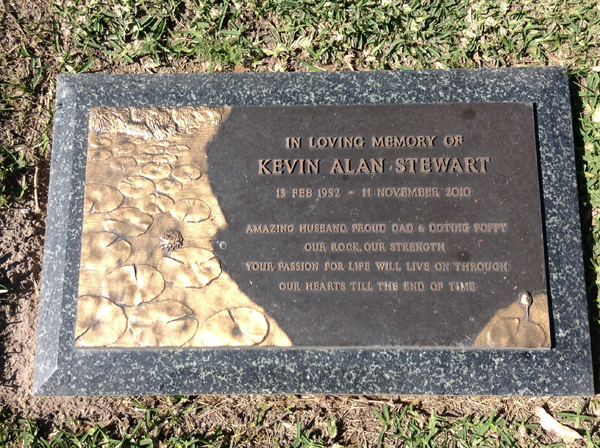 IN LOVING MEMORY OF
KEVIN ALAN STEWART
13 FEB 1952 - 11 NOVEMBER 2010
AMAZING HUSBAND, PROUD DAD & DOTING POPPY
OUR ROCK, OUR STRENGTH
YOUR PASSION FOR LIFE WILL LIVE ON THROUGH
OUR HEARTS TILL THE END OF TIME